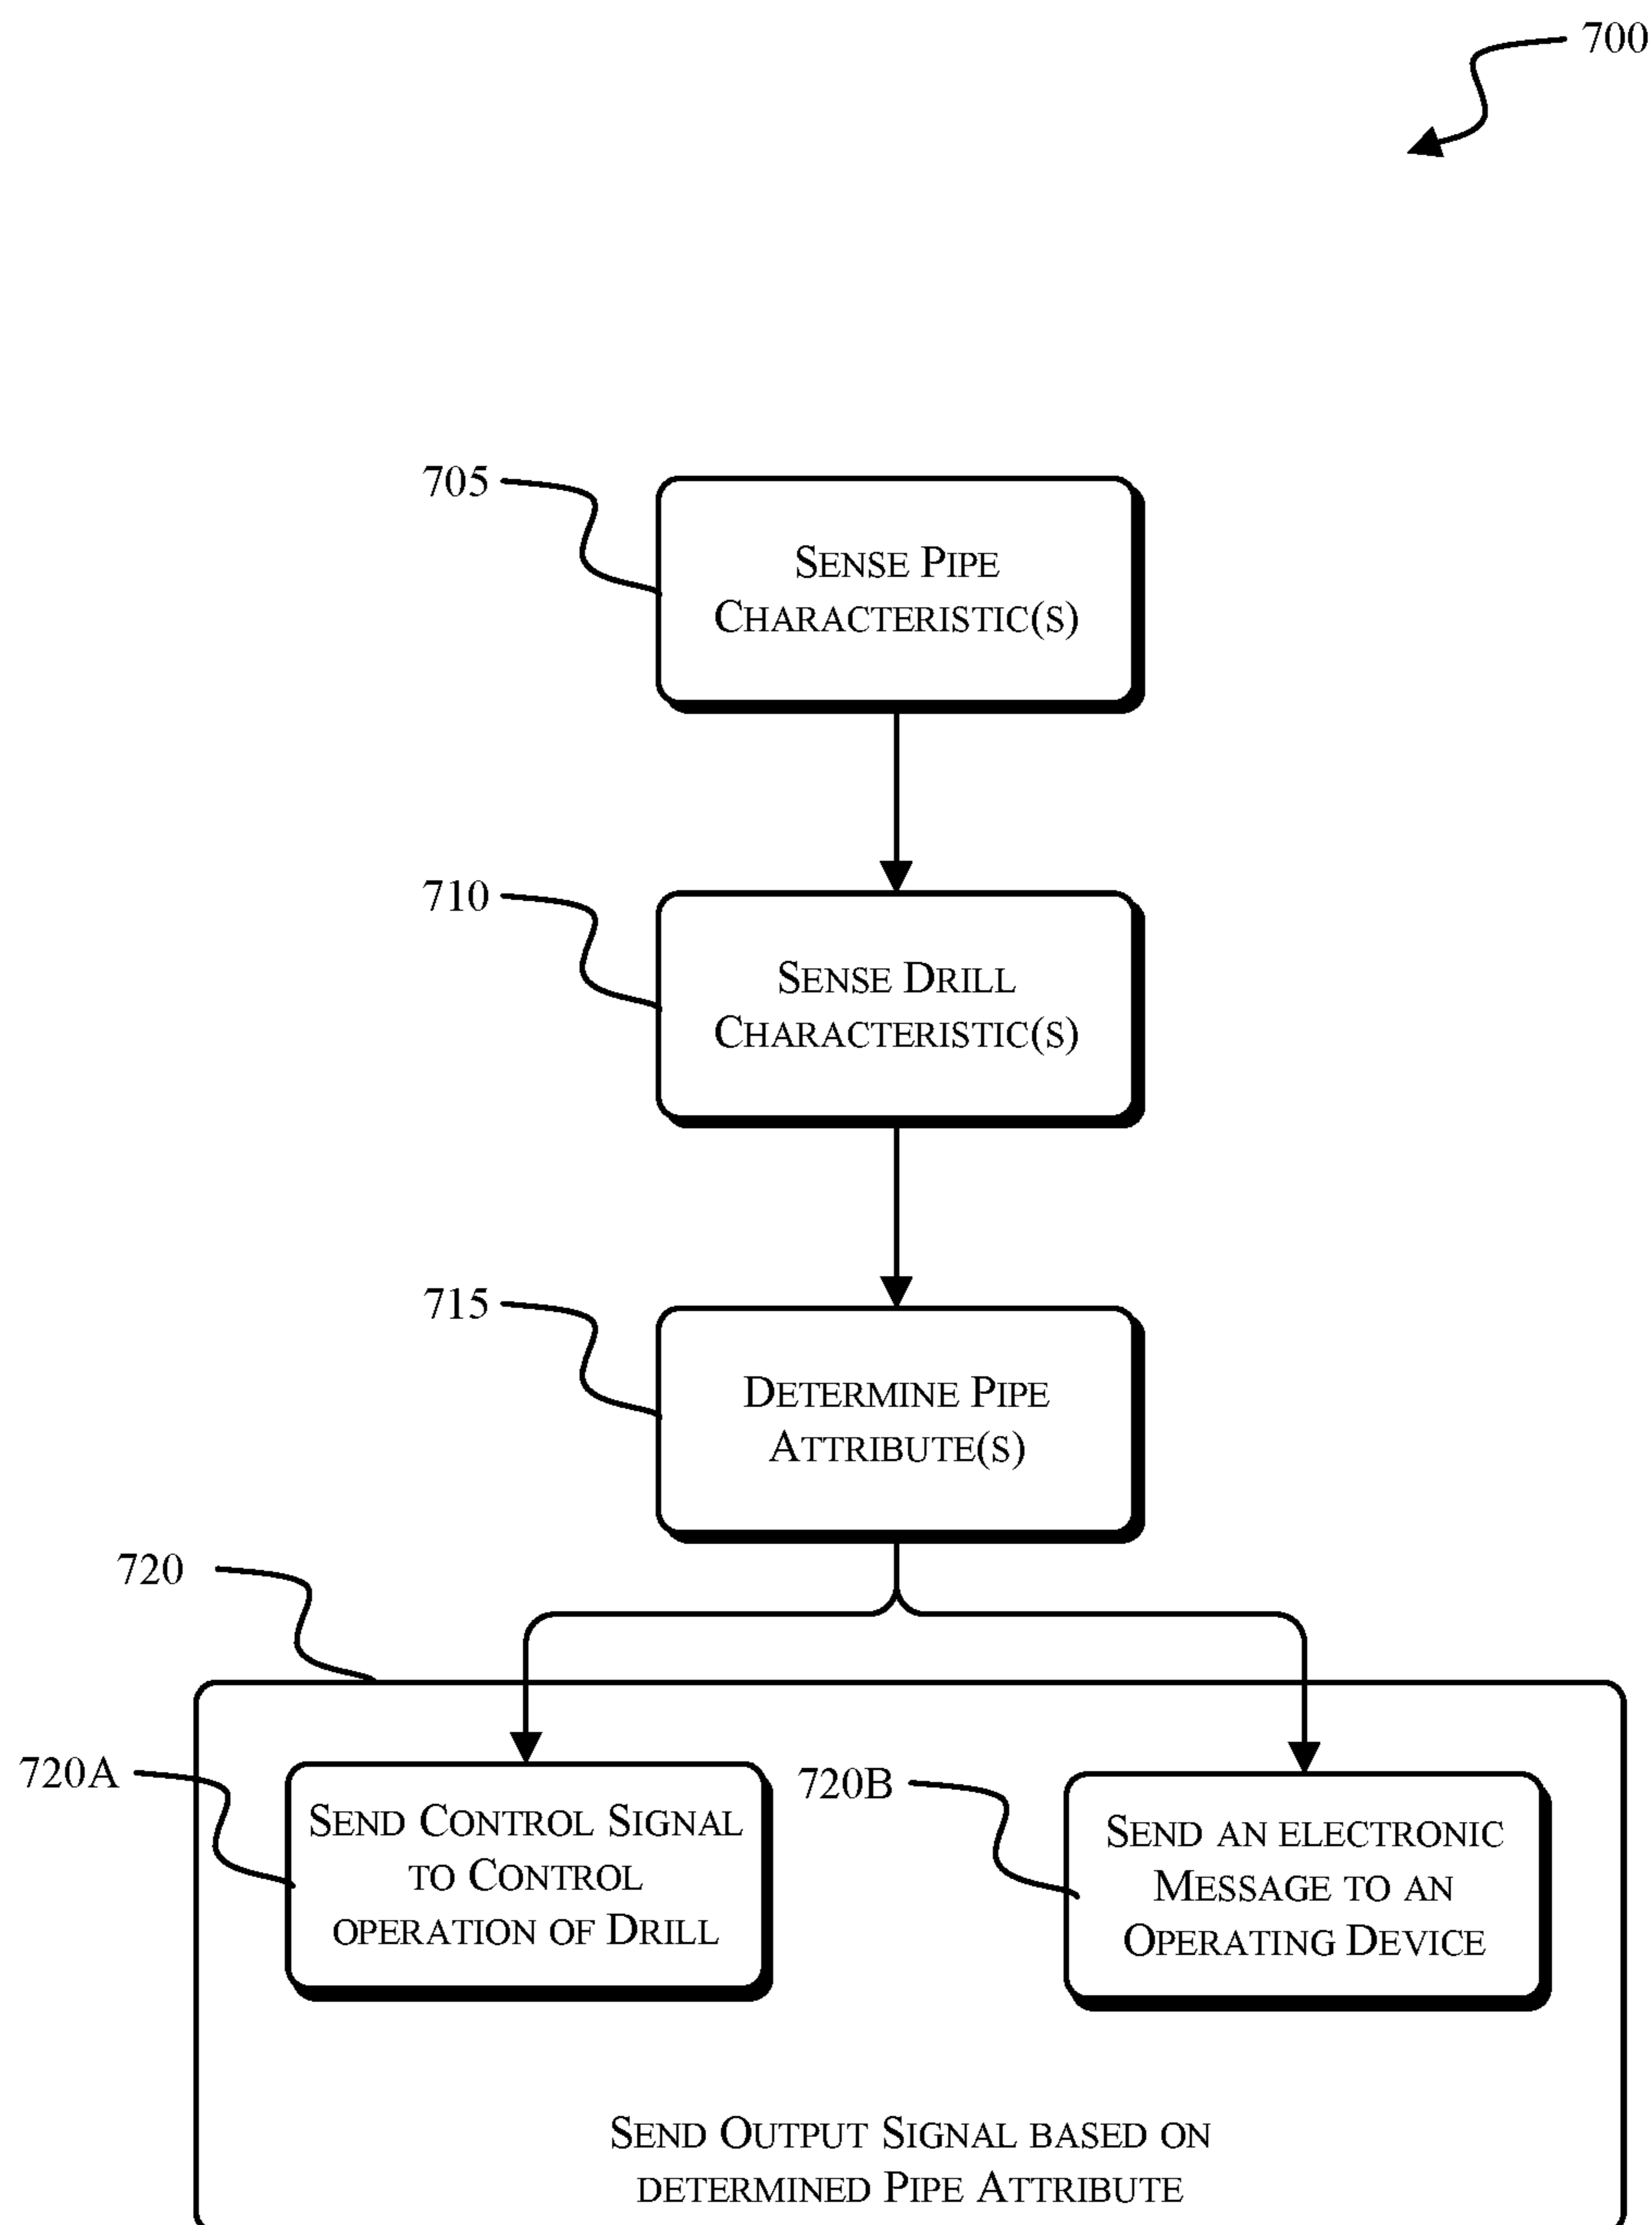 700
705
SENSE PIPE
CHARACTERISTIC(S)
710
SENSE DRILL
CHARACTERISTIC(S)
715
DETERMINE PIPE
ATTRIBUTE(S)
720
720A
SEND CONTROL SIGNAL
TO CONTROL
OPERATION OF DRILL
720B
SEND AN ELECTRONIC
MESSAGE TO AN
OPERATING DEVICE
SEND OUTPUT SIGNAL BASED ON
DETERMINED PIPE ATTRIBUTE